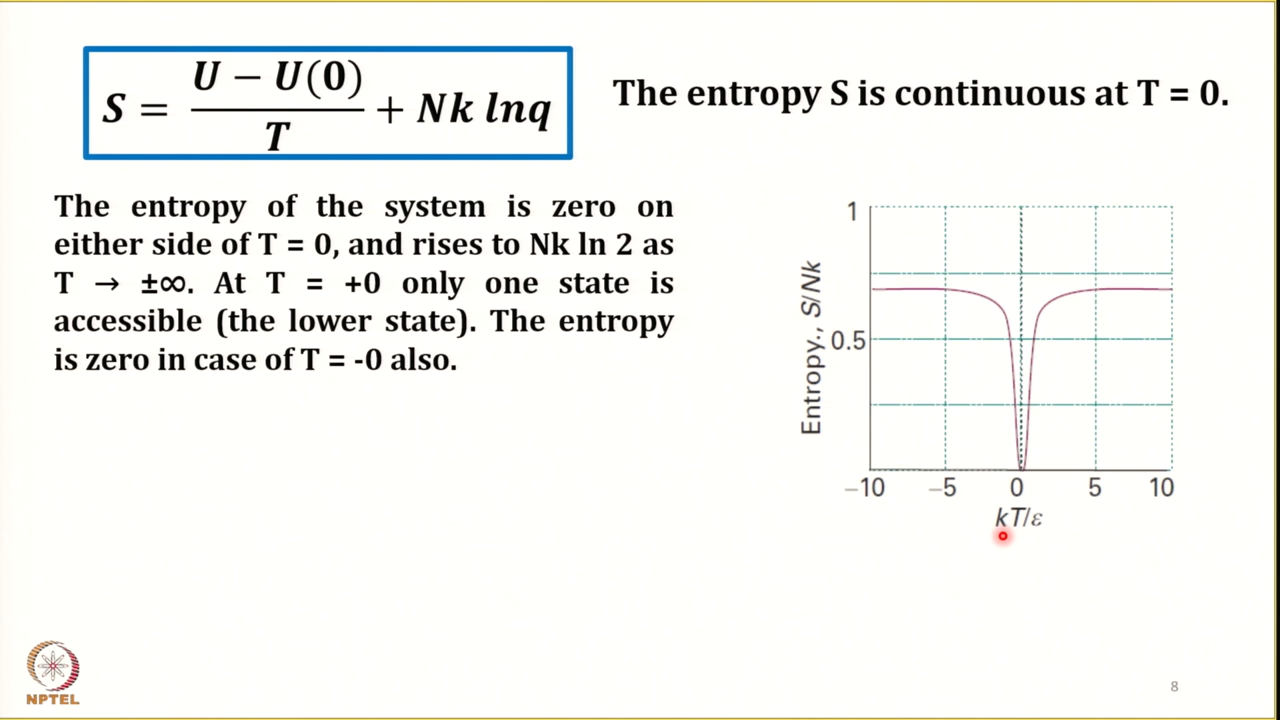 S = \frac{U - U(0)}{T} + Nk lnq
The entropy S is continuous at T = 0.
The entropy of the system is zero on
either side of T = 0, and rises to Nk ln 2 as
T → ±∞. At T = +0 only one state is
accessible (the lower state). The entropy
is zero in case of T = -0 also.
Entropy., S/Nk
1
0.5
−10 −5 0 5 10
kT/ε
NPTEL
8